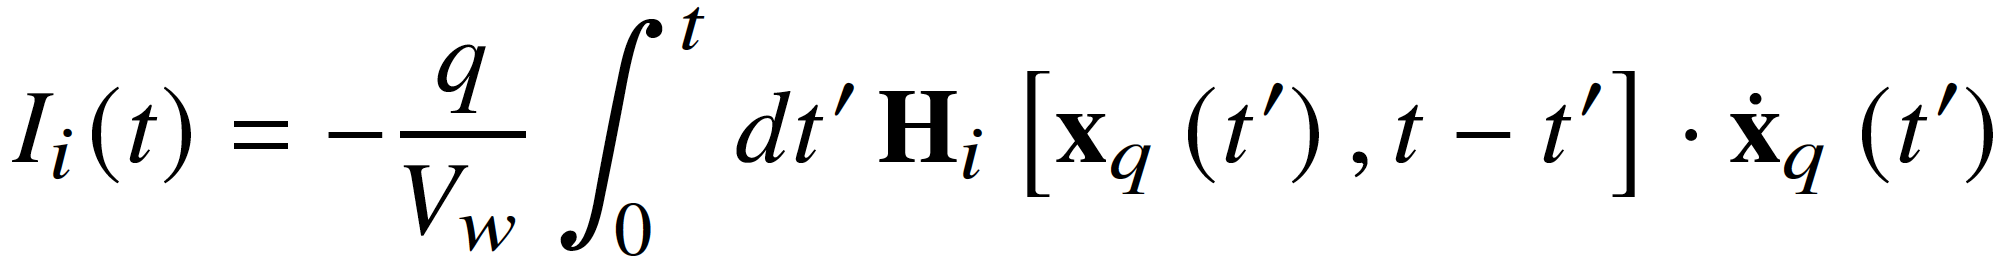 I_i(t) = -\frac{q}{V_w} \int_0^t dt' \, \mathbf{H}_i \left[ \mathbf{x}_q(t'), t - t' \right] \cdot \dot{\mathbf{x}}_q(t')